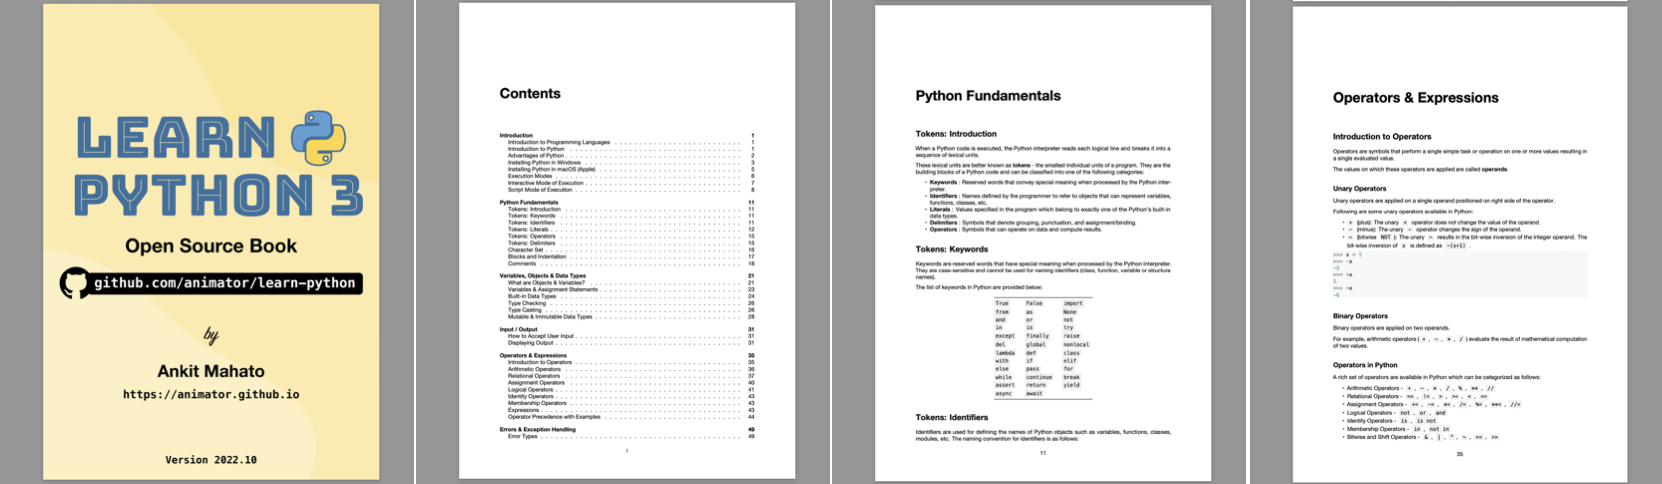 LEARN
PYTHON 3
Open Source Book
github.com/animator/learn-python
by
Ankit Mahato
https://animator.github.io
Version 2022.10
Contents
Introduction 1
Introduction to Programming Languages 1
Introduction to Python 1
Advantages of Python 2
Installing Python in Windows 3
Installing Python in macOS (Apple) 5
Execution Modes 6
Interactive Mode of Execution 7
Script Mode of Execution 8
Python Fundamentals 11
Tokens: Introduction 11
Tokens: Keywords 11
Tokens: Identifiers 11
Tokens: Literals 12
Tokens: Operators 15
Tokens: Delimiters 15
Character Set 16
Blocks and Indentation 17
Comments 18
Variables, Objects & Data Types 21
What are Objects & Variables? 21
Variables & Assignment Statements 23
Built-in Data Types 24
Type Checking 26
Type Casting 26
Mutable & Immutable Data Types 28
Input / Output 31
How to Accept User Input 31
Displaying Output 31
Operators & Expressions 35
Introduction to Operators 35
Arithmetic Operators 36
Relational Operators 37
Assignment Operators 40
Logical Operators 41
Identity Operators 43
Membership Operators 43
Expressions 43
Operator Precedence with Examples 44
Errors & Exception Handling 49
Error Types 49
i
Python Fundamentals
Tokens: Introduction
When a Python code is executed, the Python interpreter reads each logical line and breaks it into a
sequence of lexical units.
These lexical units are better known as tokens - the smallest individual units of a program. They are the
building blocks of a Python code and can be classified into one of the following categories:
• Keywords : Reserved words that convey special meaning when processed by the Python inter-
preter.
• Identifiers : Names defined by the programmer to refer to objects that can represent variables,
functions, classes, etc.
• Literals : Values specified in the program which belong to exactly one of the Python's built-in
data types.
• Delimiters : Symbols that denote grouping, punctuation, and assignment/binding.
• Operators : Symbols that can operate on data and compute results.
Tokens: Keywords
Keywords are reserved words that have special meaning when processed by the Python interpreter.
They are case-sensitive and cannot be used for naming identifiers (class, function, variable or structure
names).
The list of keywords in Python are provided below:
True False import
from as None
and or not
in is try
except finally raise
del global nonlocal
lambda def class
with if elif
else pass for
while continue break
assert return yield
async await
Tokens: Identifiers
Identifiers are used for defining the names of Python objects such as variables, functions, classes,
modules, etc. The naming convention for identifiers is as follows:
11
Operators & Expressions
Introduction to Operators
Operators are symbols that perform a single simple task or operation on one or more values resulting in
a single evaluated value.
The values on which these operators are applied are called operands.
Unary Operators
Unary operators are applied on a single operand positioned on right side of the operator.
Following are some unary operators available in Python:
• + (plus): The unary + operator does not change the value of the operand.
• - (minus): The unary - operator changes the sign of the operand.
• ~ (bitwise NOT ): The unary ~ results in the bit-wise inversion of the integer operand. The
bit-wise inversion of x is defined as -(x+1) .
>>> x = 5
>>> -x
-5
>>> +x
5
>>> ~x
-6
Binary Operators
Binary operators are applied on two operands.
For example, arithmetic operators ( + , - , * , / ) evaluate the result of mathematical computation
of two values.
Operators in Python
A rich set of operators are available in Python which can be categorized as follows:
• Arithmetic Operators - + , - , * , / , % , ** , //
• Relational Operators - == , != , > , >= , < , <=
• Assignment Operators - += , -= , *= , /= , %= , **= , //=
• Logical Operators - not , or , and
• Identity Operators - is , is not
• Membership Operators - in , not in
• Bitwise and Shift Operators - & , | , ^ , ~ , << , >>
35